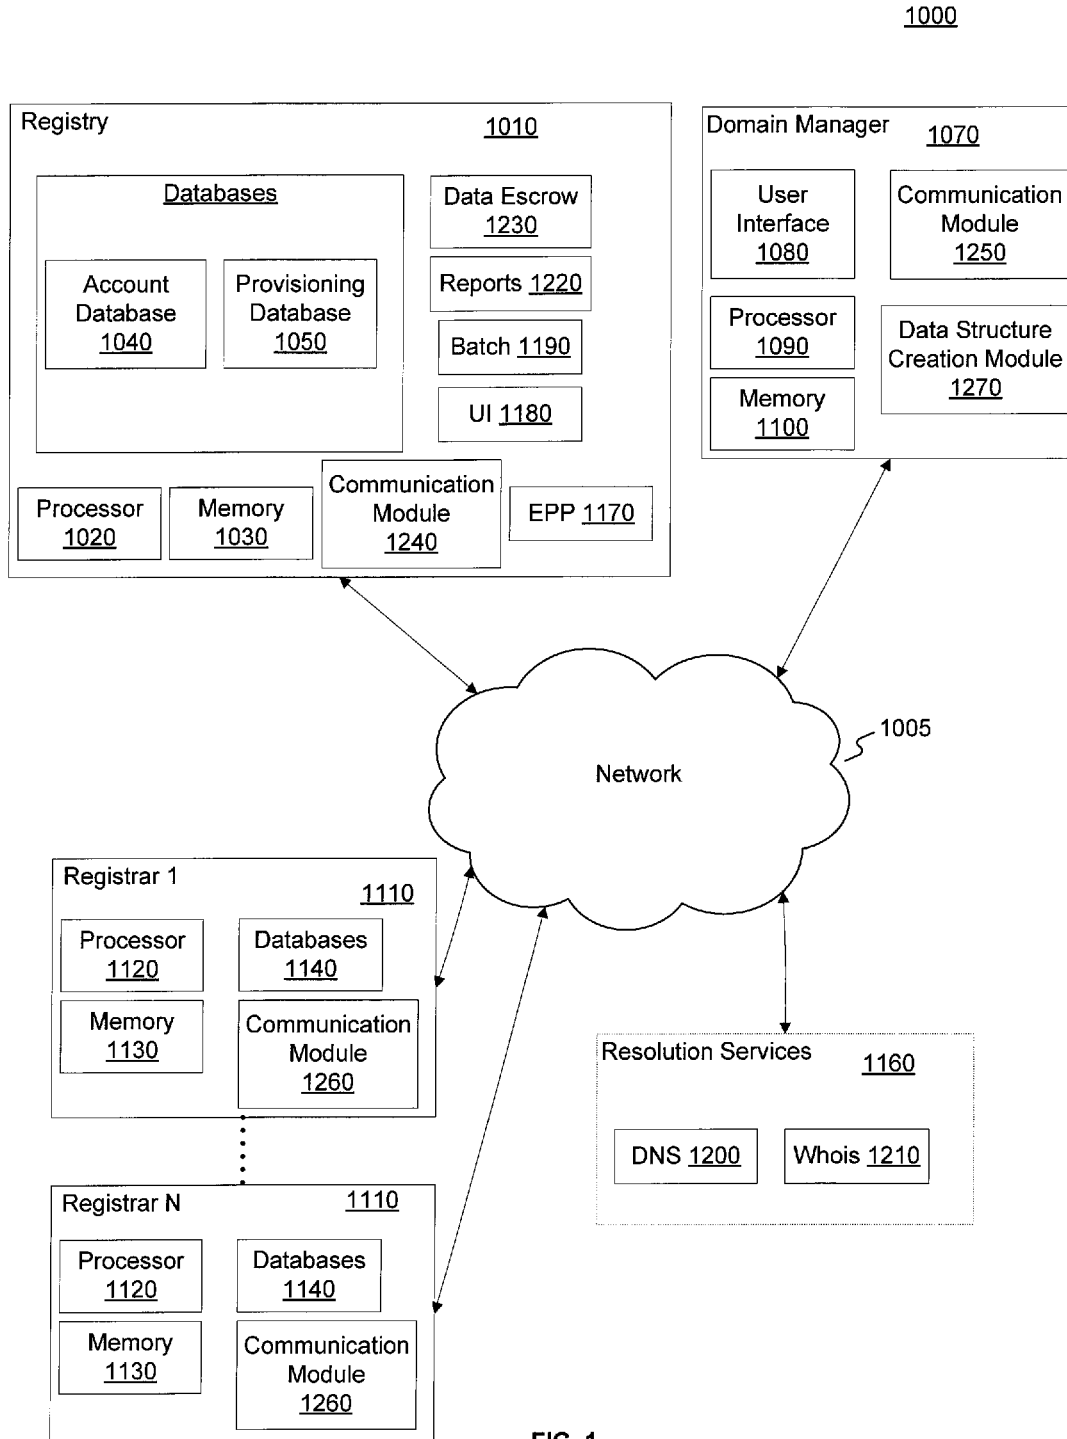 1000
Registry
1010
Databases
Account
Database
1040
Provisioning
Database
1050
Data Escrow
1230
Reports 1220
Batch 1190
UI 1180
Processor
1020
Memory
1030
Communication
Module
1240
EPP 1170
Domain Manager
1070
User
Interface
1080
Communication
Module
1250
Processor
1090
Data Structure
Creation Module
1270
Memory
1100
Network
1005
Registrar 1
1110
Processor
1120
Databases
1140
Memory
1130
Communication
Module
1260
Resolution Services
1160
DNS 1200
Whois 1210
Registrar N
1110
Processor
1120
Databases
1140
Memory
1130
Communication
Module
1260
FIG. 1